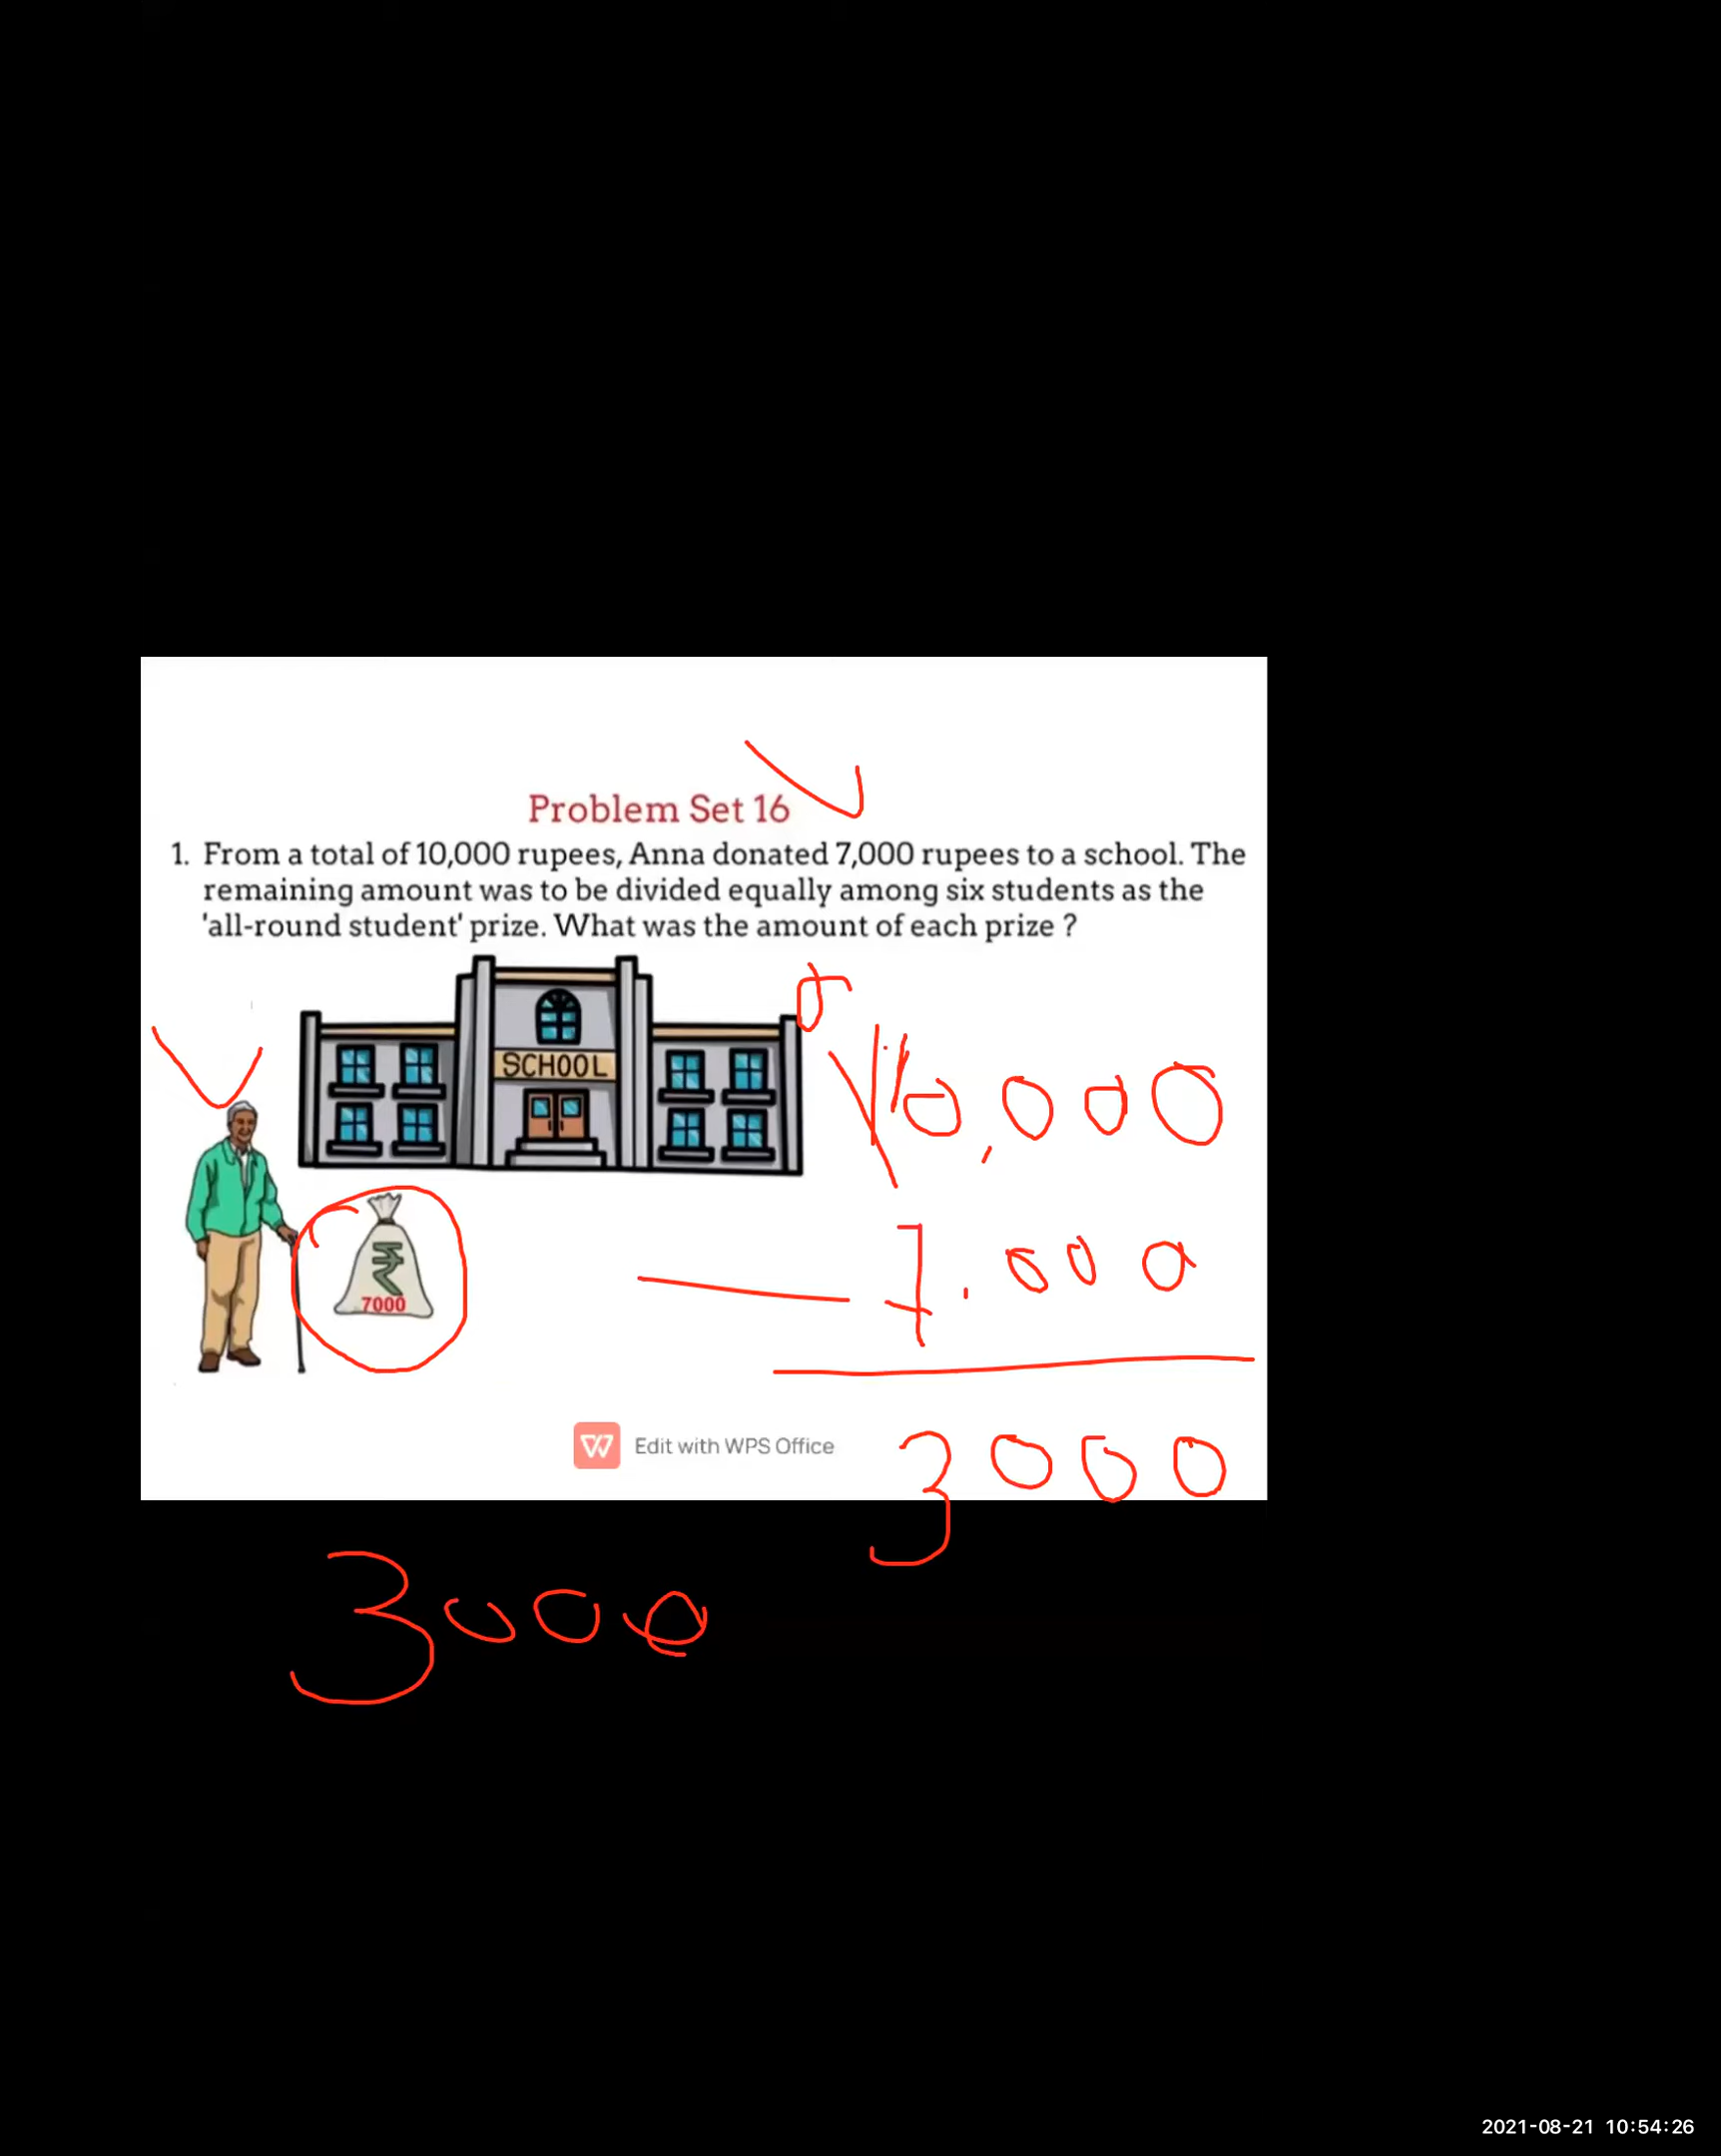 Problem Set 16
1. From a total of 10,000 rupees, Anna donated 7,000 rupees to a school. The
remaining amount was to be divided equally among six students as the
'all-round student' prize. What was the amount of each prize ?
SCHOOL
10,000
₹
7000
7.000
Edit with WPS Office
3000
3000
2021-08-21 10:54:26